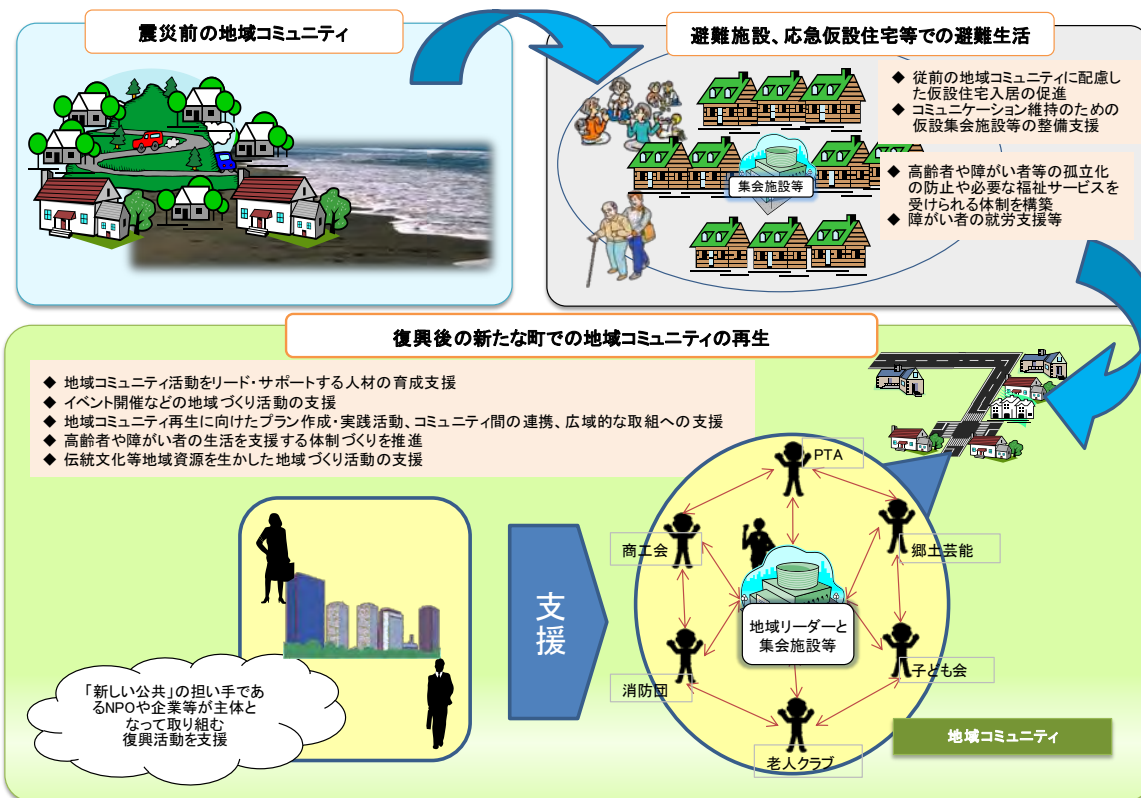 震災前の地域コミュニティ
避難施設、応急仮設住宅等での避難生活
◆ 従前の地域コミュニティに配慮し
た仮設住宅入居の促進
◆ コミュニケーション維持のための
仮設集会施設等の整備支援
集会施設等
◆ 高齢者や障がい者等の孤立化
の防止や必要な福祉サービスを
受けられる体制を構築
◆ 障がい者の就労支援等
復興後の新たな町での地域コミュニティの再生
◆ 地域コミュニティ活動をリード・サポートする人材の育成支援
◆ イベント開催などの地域づくり活動の支援
◆ 地域コミュニティ再生に向けたプラン作成・実践活動、コミュニティ間の連携、広域的な取組への支援
◆ 高齢者や障がい者の生活を支援する体制づくりを推進
◆ 伝統文化等地域資源を生かした地域づくり活動の支援
「新しい公共」の担い手であ
るNPOや企業等が主体と
なって取り組む
復興活動を支援
支援
PTA
商工会
郷土芸能
地域リーダーと
集会施設等
消防団
子ども会
老人クラブ
地域コミュニティ